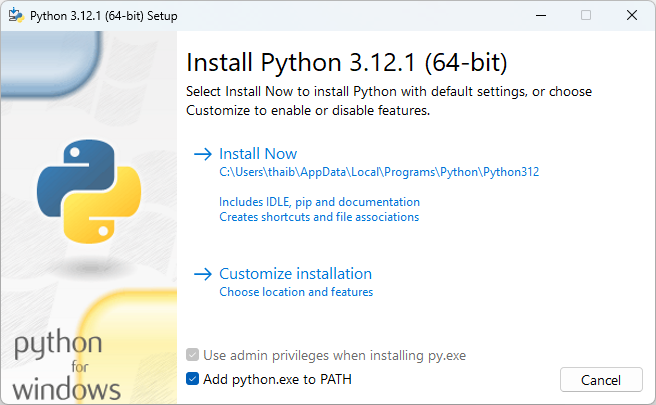 Python 3.12.1 (64-bit) Setup
Install Python 3.12.1 (64-bit)
Select Install Now to install Python with default settings, or choose
Customize to enable or disable features.
Install Now
C:\Users\thaib\AppData\Local\Programs\Python\Python312
Includes IDLE, pip and documentation
Creates shortcuts and file associations
Customize installation
Choose location and features
Use admin privileges when installing py.exe
Add python.exe to PATH
Cancel
python
for
windows